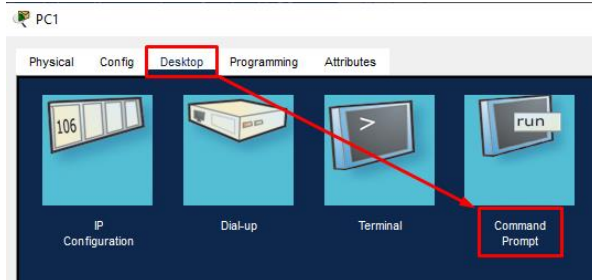 PC1
Physical Config Desktop Programming Attributes
106
>
run
IP
Configuration
Dial-up
Terminal
Command
Prompt